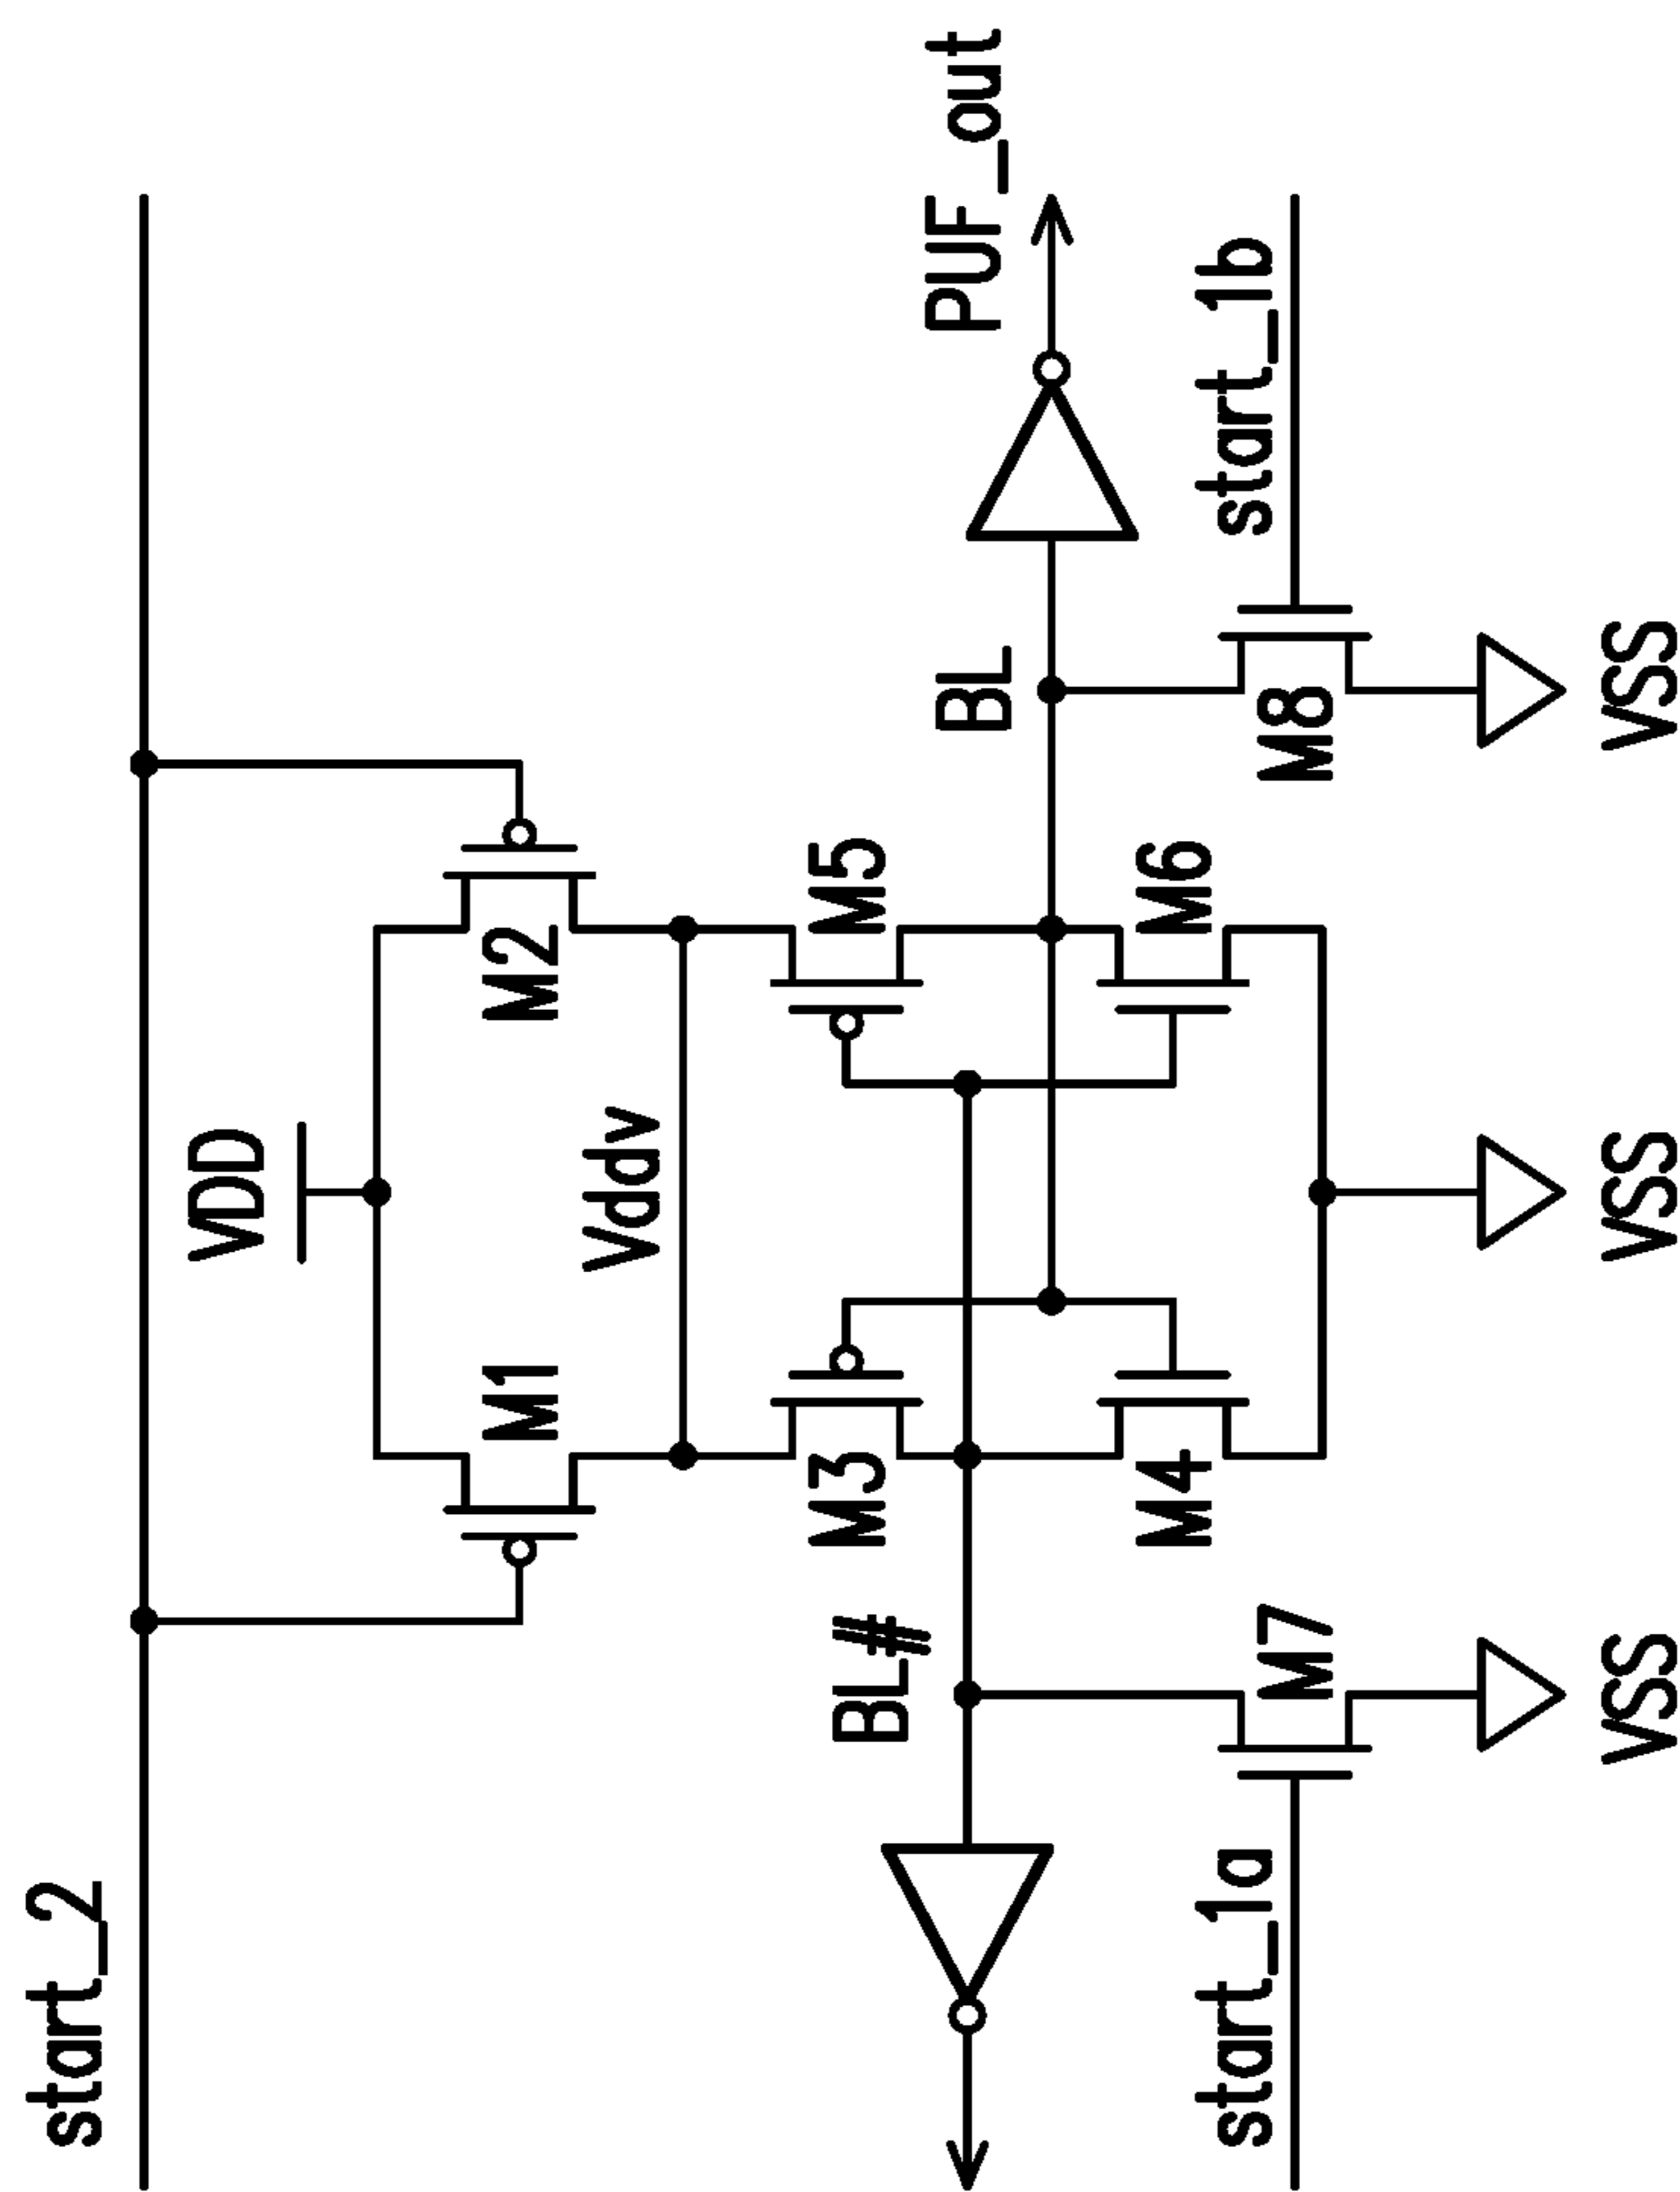 start_2
VDD
M1
M2
Vddv
M3
M5
BL#
BL
PUF_out
M4
M6
start_1a
start_1b
M7
M8
VSS
VSS
VSS